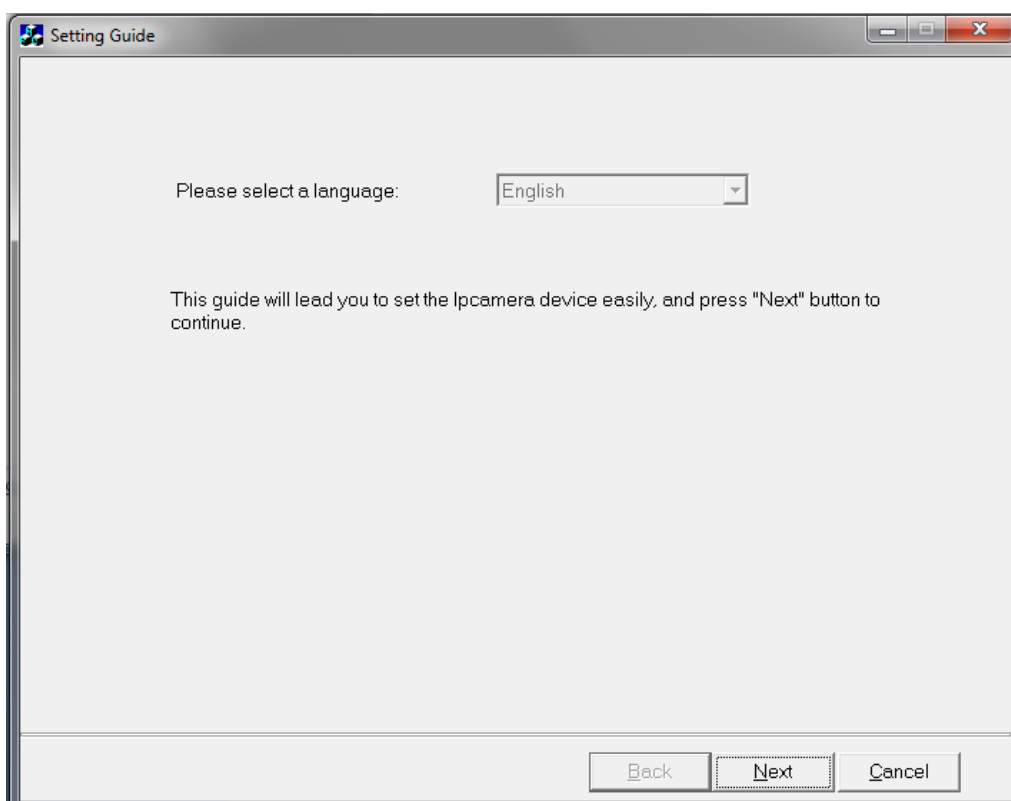 Setting Guide
Please select a language:
English
This guide will lead you to set the Ipcamera device easily, and press "Next" button to
continue.
Back
Next
Cancel